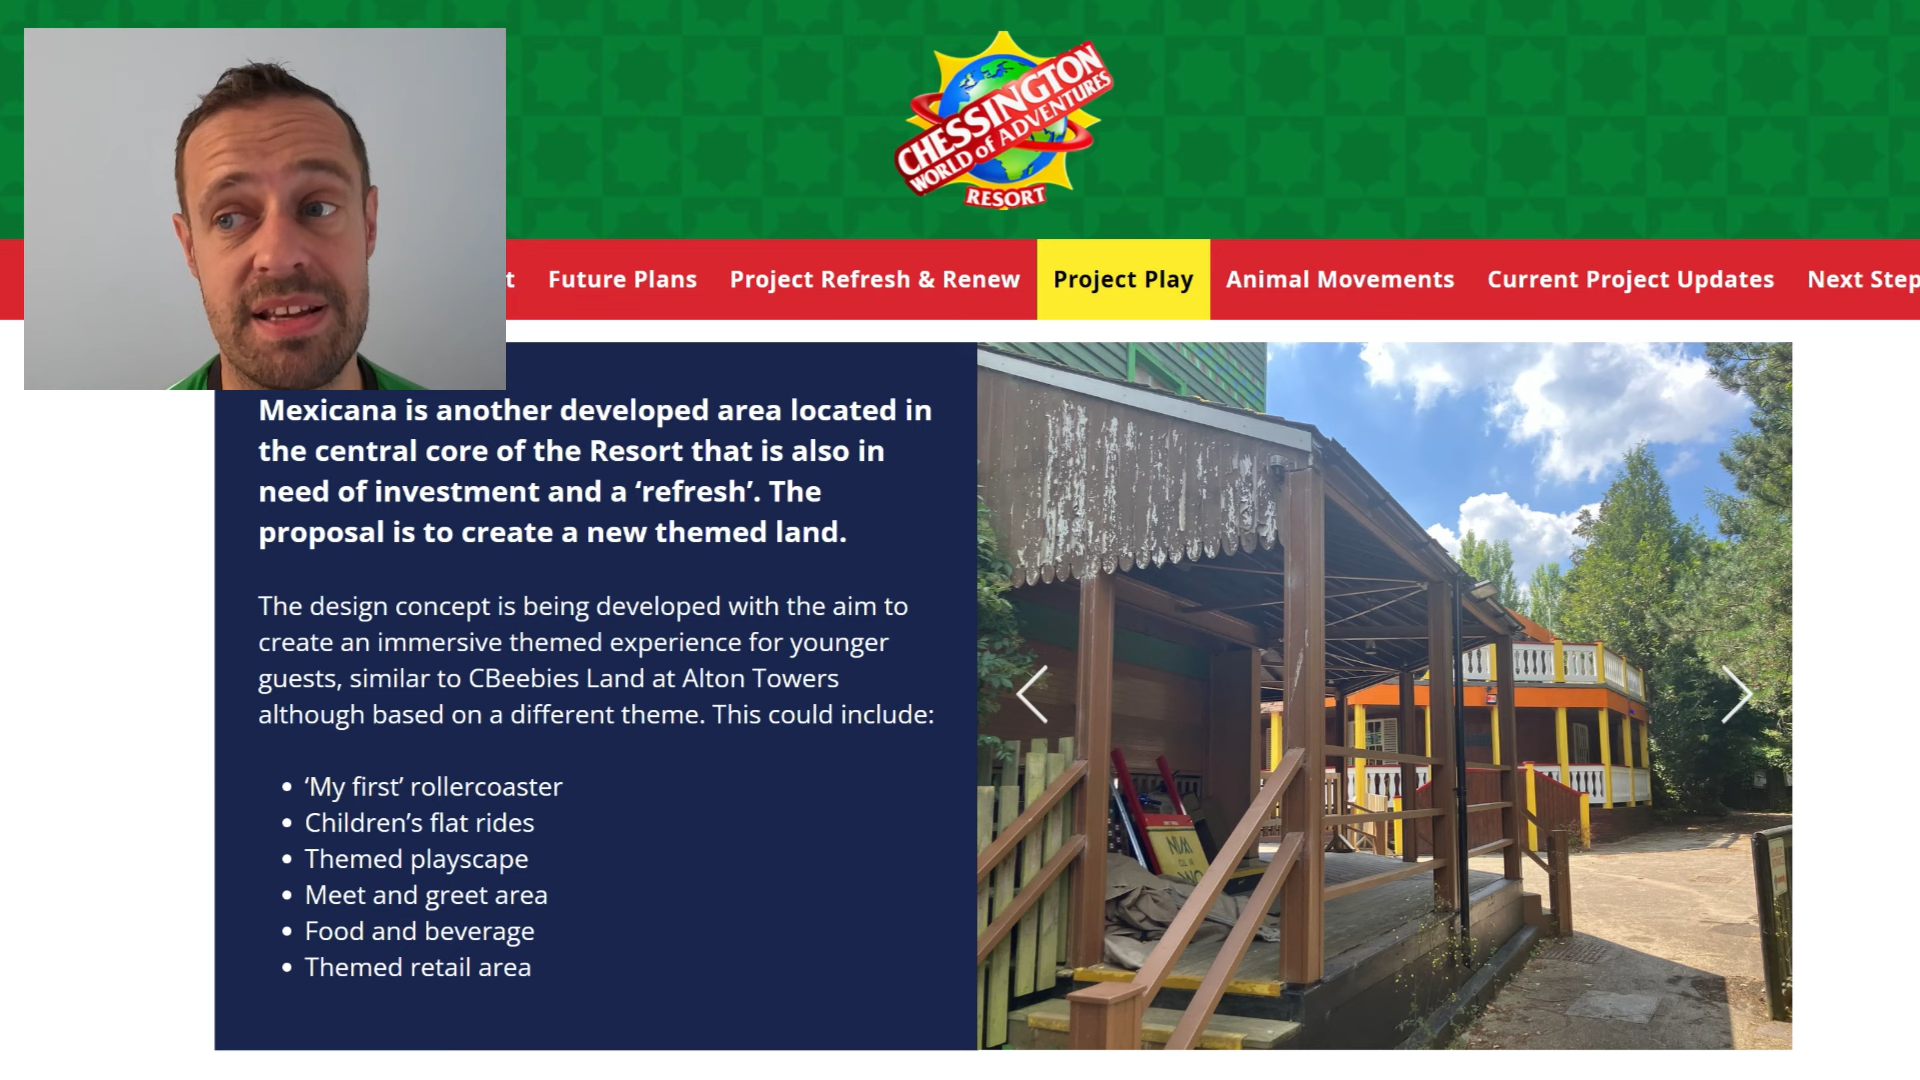 CHESSINGTON
WORLD of ADVENTURES
RESORT
t Future Plans Project Refresh & Renew Project Play Animal Movements Current Project Updates Next Step
Mexicana is another developed area located in
the central core of the Resort that is also in
need of investment and a ‘refresh’. The
proposal is to create a new themed land.
The design concept is being developed with the aim to
create an immersive themed experience for younger
guests, similar to CBeebies Land at Alton Towers
although based on a different theme. This could include:
• ‘My first’ rollercoaster
• Children’s flat rides
• Themed playscape
• Meet and greet area
• Food and beverage
• Themed retail area